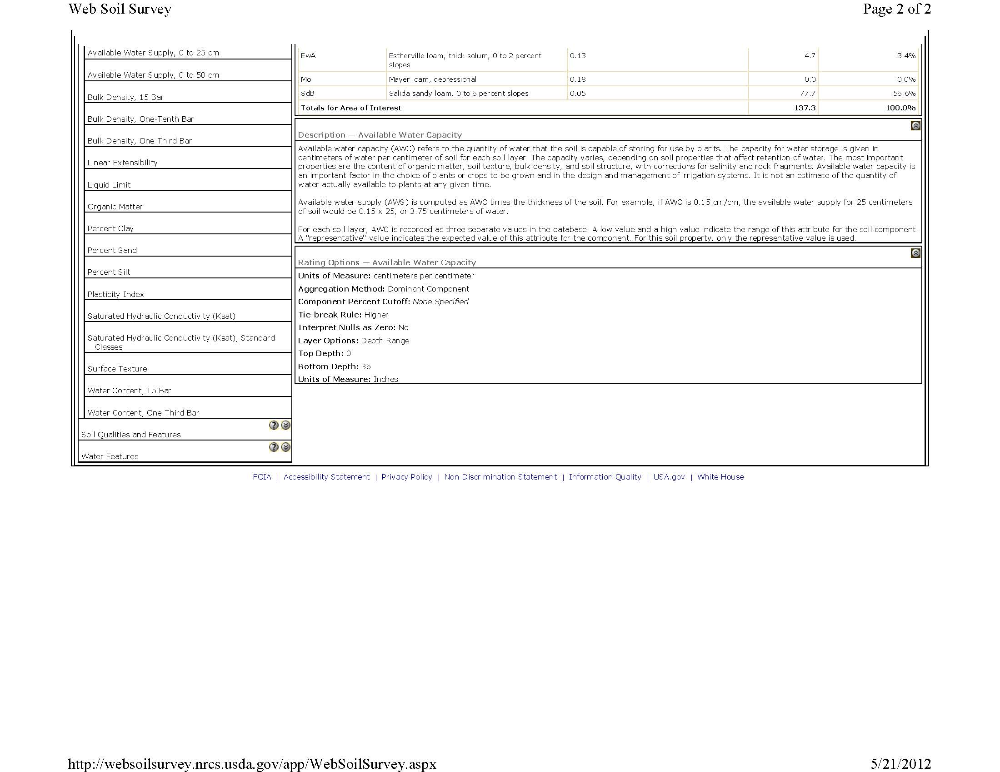 Web Soil Survey
Page 2 of 2
Available Water Supply, 0 to 25 cm
Available Water Supply, 0 to 50 cm
Bulk Density, 15 Bar
Bulk Density, One-Tenth Bar
Bulk Density, One-Third Bar
Linear Extensibility
Liquid Limit
Organic Matter
Percent Clay
Percent Sand
Percent Silt
Plasticity Index
Saturated Hydraulic Conductivity (Ksat)
Saturated Hydraulic Conductivity (Ksat), Standard
Classes
Surface Texture
Water Content, 15 Bar
Water Content, One-Third Bar
Soil Qualities and Features
Water Features
EwA Estherville loam, thick solum, 0 to 2 percent 0.13 4.7 3.4%
slopes
Mo Mayer loam, depressional 0.18 0.0 0.0%
SdB Salida sandy loam, 0 to 6 percent slopes 0.05 77.7 56.6%
Totals for Area of Interest 137.3 100.0%
Description — Available Water Capacity
Available water capacity (AWC) refers to the quantity of water that the soil is capable of storing for use by plants. The capacity for water storage is given in
centimeters of water per centimeter of soil for each soil layer. The capacity varies, depending on soil properties that affect retention of water. The most important
properties are the content of organic matter, soil texture, bulk density, and soil structure, with corrections for salinity and rock fragments. Available water capacity is
an important factor in the choice of plants or crops to be grown and in the design and management of irrigation systems. It is not an estimate of the quantity of
water actually available to plants at any given time.
Available water supply (AWS) is computed as AWC times the thickness of the soil. For example, if AWC is 0.15 cm/cm, the available water supply for 25 centimeters
of soil would be 0.15 x 25, or 3.75 centimeters of water.
For each soil layer, AWC is recorded as three separate values in the database. A low value and a high value indicate the range of this attribute for the soil component.
A "representative" value indicates the expected value of this attribute for the component. For this soil property, only the representative value is used.
Rating Options — Available Water Capacity
Units of Measure: centimeters per centimeter
Aggregation Method: Dominant Component
Component Percent Cutoff: None Specified
Tie-break Rule: Higher
Interpret Nulls as Zero: No
Layer Options: Depth Range
Top Depth: 0
Bottom Depth: 36
Units of Measure: Inches
FOIA | Accessibility Statement | Privacy Policy | Non-Discrimination Statement | Information Quality | USA.gov | White House
http://websoilsurvey.nrcs.usda.gov/app/WebSoilSurvey.aspx
5/21/2012